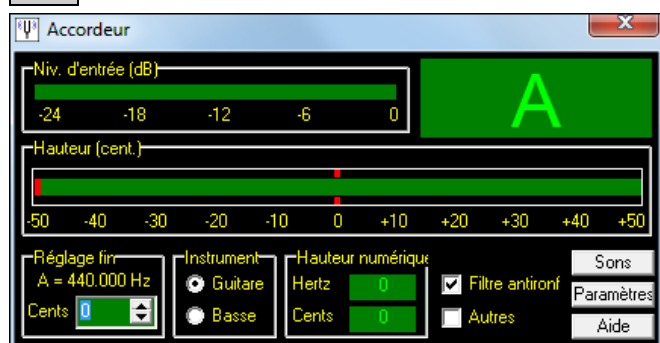 Accordeur
Niv. d'entrée (dB)
-24 -18 -12 -6 0
A
Hauteur (cent.)
-50 -40 -30 -20 -10 0 +10 +20 +30 +40 +50
Réglage fin
A = 440.000 Hz
Cents 0
Instrument
Guitare
Basse
Hauteur numérique
Hertz 0
Cents 0
Filtre antironf
Autres
Sons
Paramètres
Aide